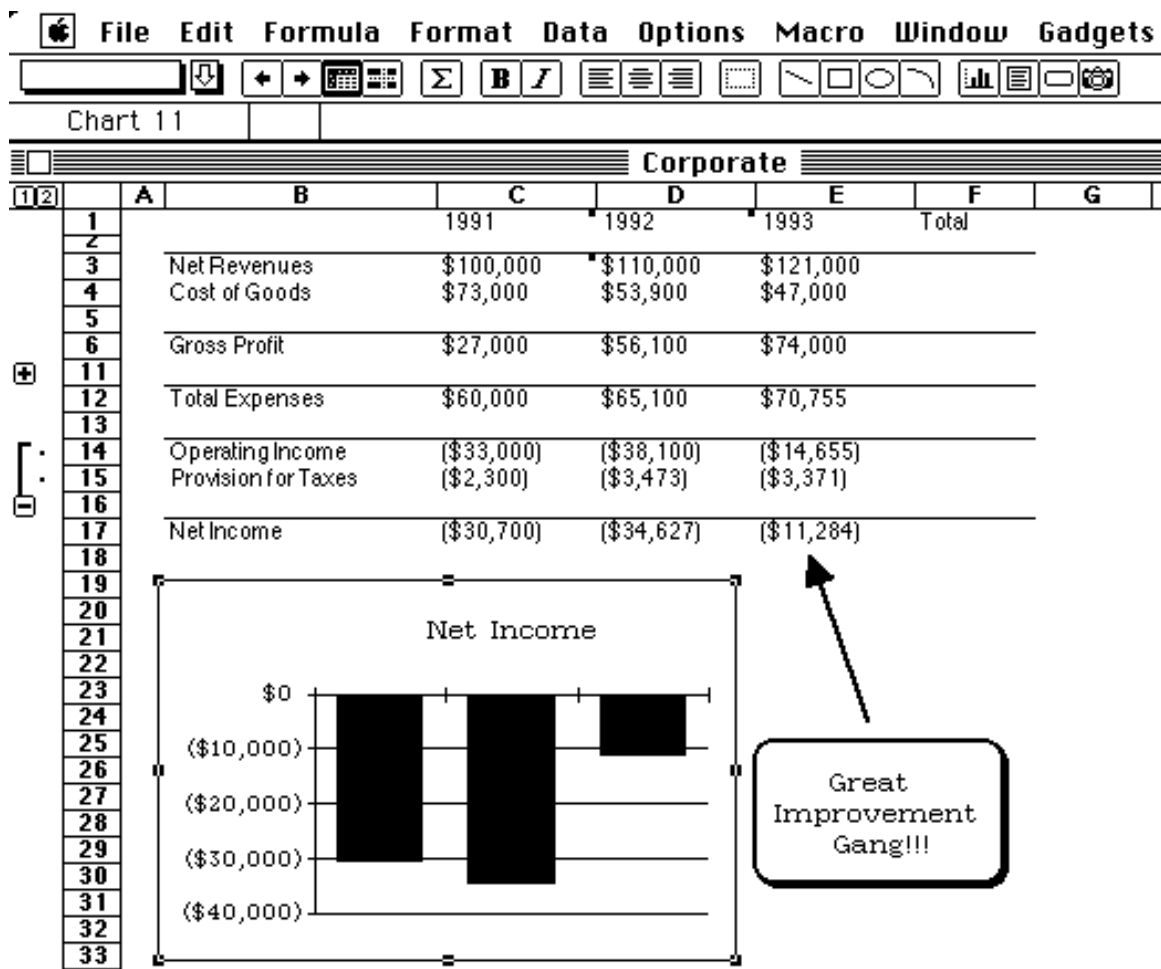 File Edit Formula Format Data Options Macro Window Gadgets
Σ B I
Chart 11
Corporate
1 2 A B C D E F G
1 1991 1992 1993 Total
2
3 Net Revenues $100,000 $110,000 $121,000
4 Cost of Goods $73,000 $53,900 $47,000
5
6 Gross Profit $27,000 $56,100 $74,000
11
12 Total Expenses $60,000 $65,100 $70,755
13
14 Operating Income ($33,000) ($38,100) ($14,655)
15 Provision for Taxes ($2,300) ($3,473) ($3,371)
16
17 Net Income ($30,700) ($34,627) ($11,284)
18
19
20
21 Net Income
22
23 $0
24
25 ($10,000)
26 Great
27 ($20,000) Improvement
28 Gang!!!
29 ($30,000)
30
31 ($40,000)
32
33